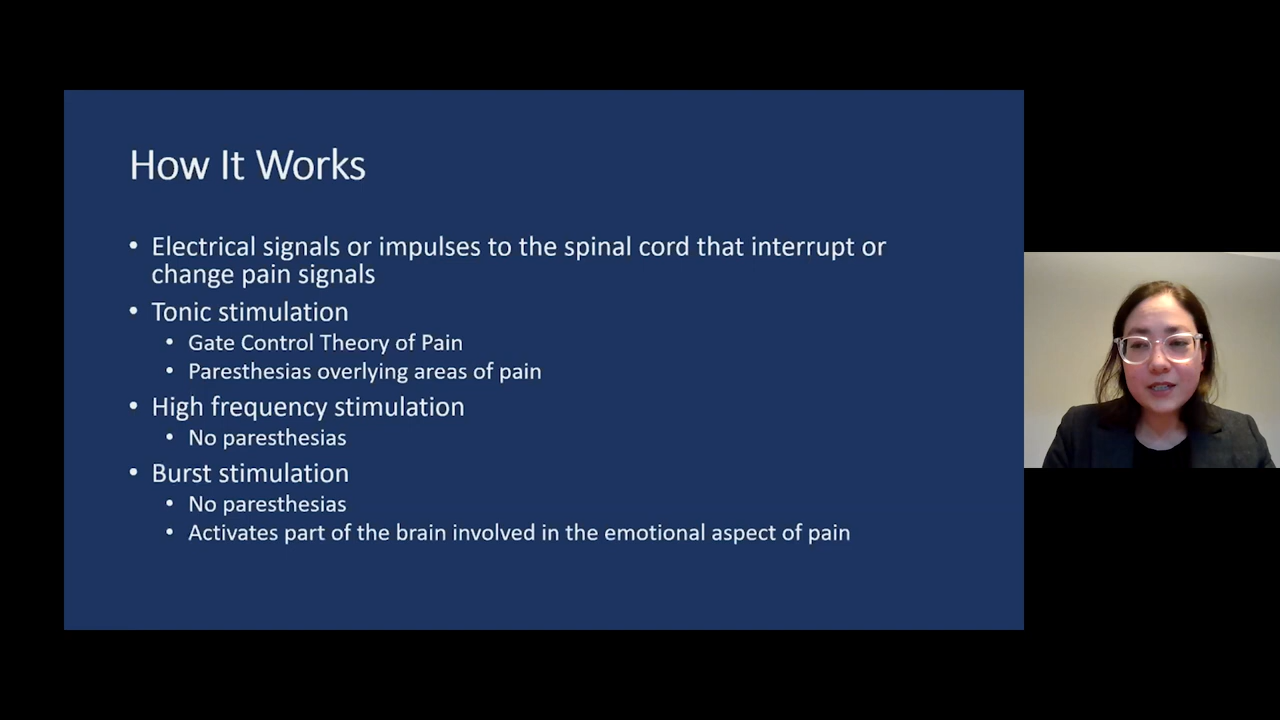 How It Works
• Electrical signals or impulses to the spinal cord that interrupt or
change pain signals
• Tonic stimulation
• Gate Control Theory of Pain
• Paresthesias overlying areas of pain
• High frequency stimulation
• No paresthesias
• Burst stimulation
• No paresthesias
• Activates part of the brain involved in the emotional aspect of pain